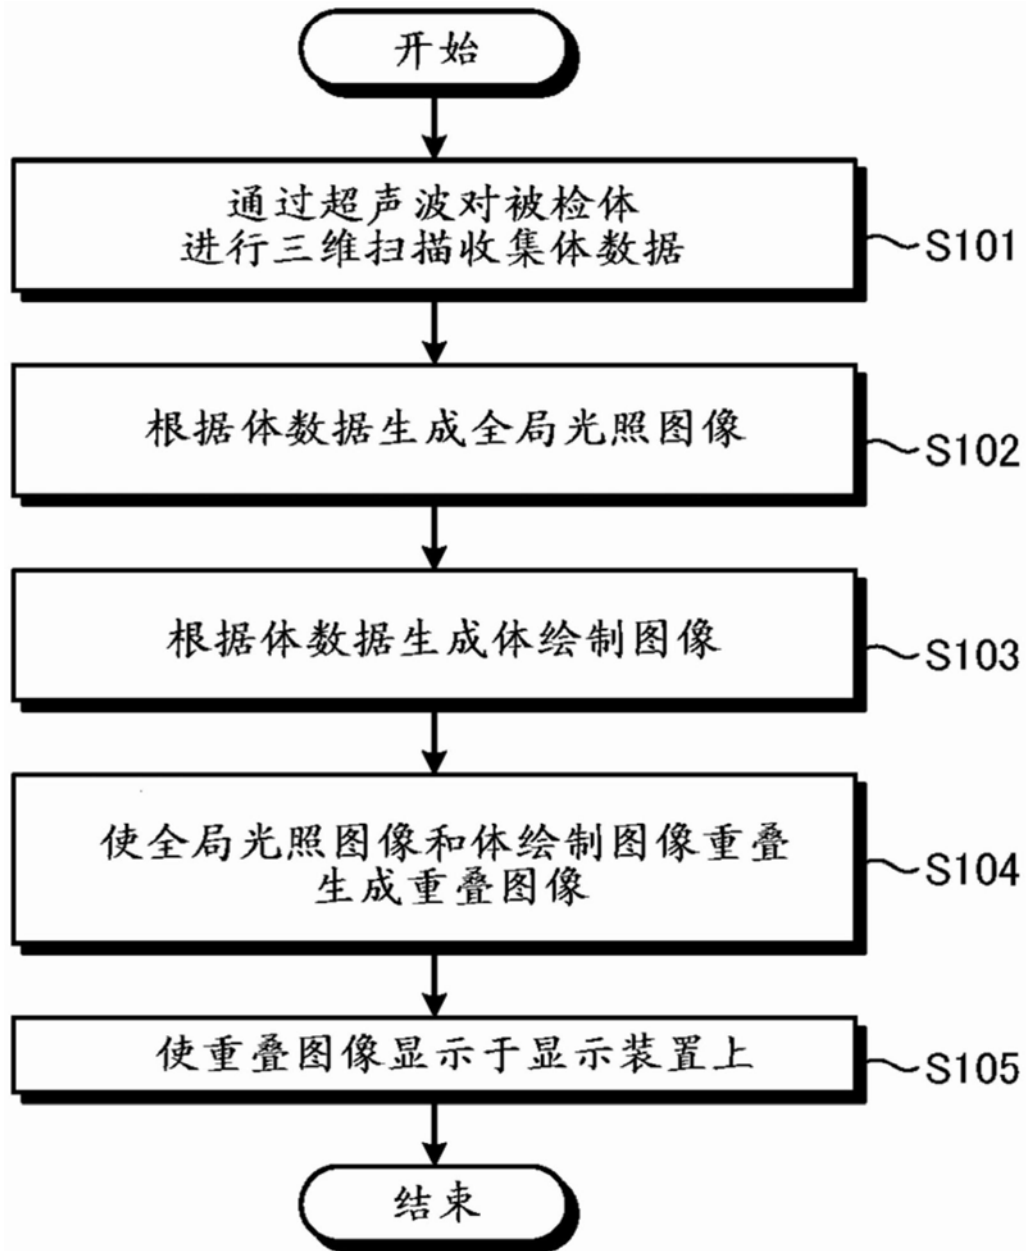 开始
通过超声波对被检体
进行三维扫描收集体数据
S101
根据体数据生成全局光照图像
S102
根据体数据生成体绘制图像
S103
使全局光照图像和体绘制图像重叠
生成重叠图像
S104
使重叠图像显示于显示装置上
S105
结束